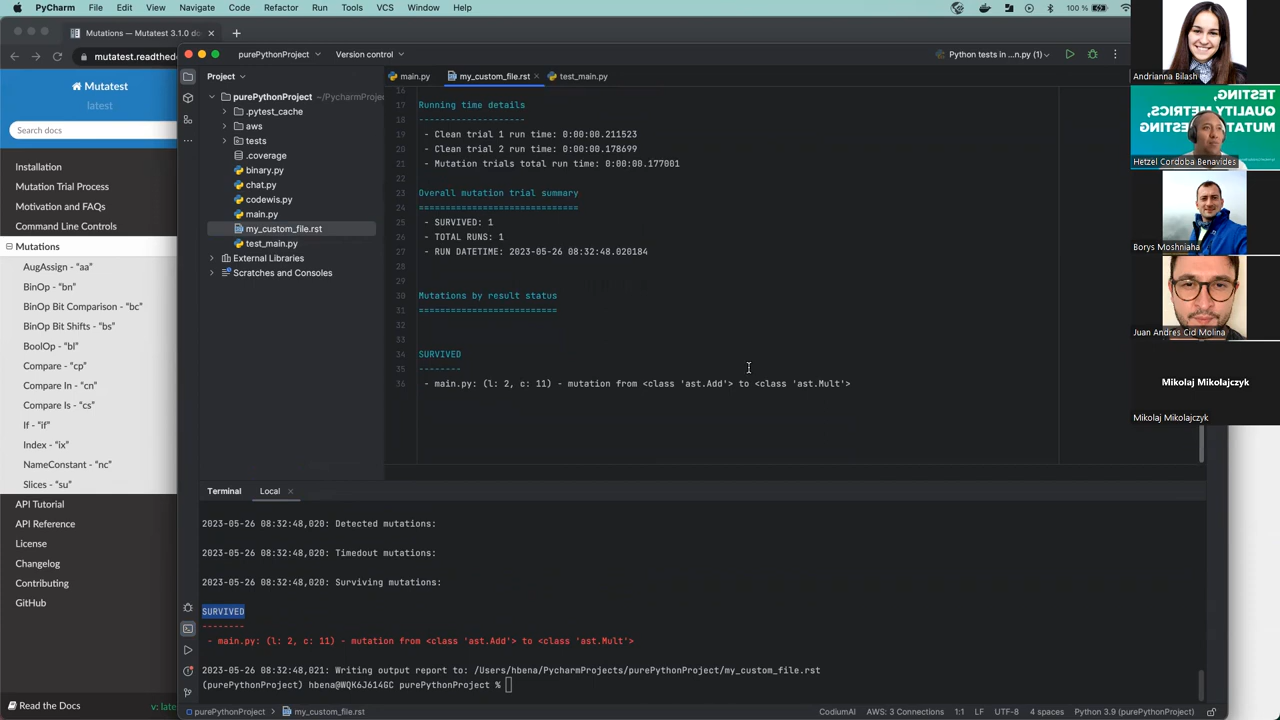 PyCharm File Edit View Navigate Code Refactor Run Tools VCS Window Help 100 %
Mutations — Mutatest 3.1.0 do
mutatest.readthedo
Mutatest
latest
Search docs
Installation
Mutation Trial Process
Motivation and FAQs
Command Line Controls
Mutations
AugAssign - “aa”
BinOp - “bn”
BinOp Bit Comparison - “bc”
BinOp Bit Shifts - “bs”
BoolOp - “bl”
Compare - “cp”
Compare In - “cn”
Compare Is - “cs”
If - “if”
Index - “ix”
NameConstant - “nc”
Slices - “su”
API Tutorial
API Reference
License
Changelog
Contributing
GitHub
Read the Docs v: late
purePythonProject Version control Python tests in ...n.py (1)
Project
purePythonProject ~/PycharmProjec
.pytest_cache
aws
tests
.coverage
binary.py
chat.py
codewis.py
main.py
my_custom_file.rst
test_main.py
External Libraries
Scratches and Consoles
main.py my_custom_file.rst test_main.py
16
17 Running time details
18 --------------------
19 - Clean trial 1 run time: 0:00:00.211523
20 - Clean trial 2 run time: 0:00:00.178699
21 - Mutation trials total run time: 0:00:00.177001
22
23 Overall mutation trial summary
24 ==============================
25 - SURVIVED: 1
26 - TOTAL RUNS: 1
27 - RUN DATETIME: 2023-05-26 08:32:48.020184
28
29
30 Mutations by result status
31 ==========================
32
33
34 SURVIVED
35 --------
36 - main.py: (l: 2, c: 11) - mutation from <class 'ast.Add'> to <class 'ast.Mult'>
Terminal Local
2023-05-26 08:32:48,020: Detected mutations:
2023-05-26 08:32:48,020: Timedout mutations:
2023-05-26 08:32:48,020: Surviving mutations:
SURVIVED
--------
- main.py: (l: 2, c: 11) - mutation from <class 'ast.Add'> to <class 'ast.Mult'>
2023-05-26 08:32:48,021: Writing output report to: /Users/hbena/PycharmProjects/purePythonProject/my_custom_file.rst
(purePythonProject) hbena@WQK6J614GC purePythonProject %
purePythonProject > my_custom_file.rst CodiumAI AWS: 3 Connections 1:1 LF UTF-8 4 spaces Python 3.9 (purePythonProject)
Andrianna Bilash
TESTING,
QUALITY METRICS,
Hetzel Cordoba Benavides
Borys Moshniaha
Juan Andres Cid Molina
Mikolaj Mikołajczyk
Mikolaj Mikolajczyk